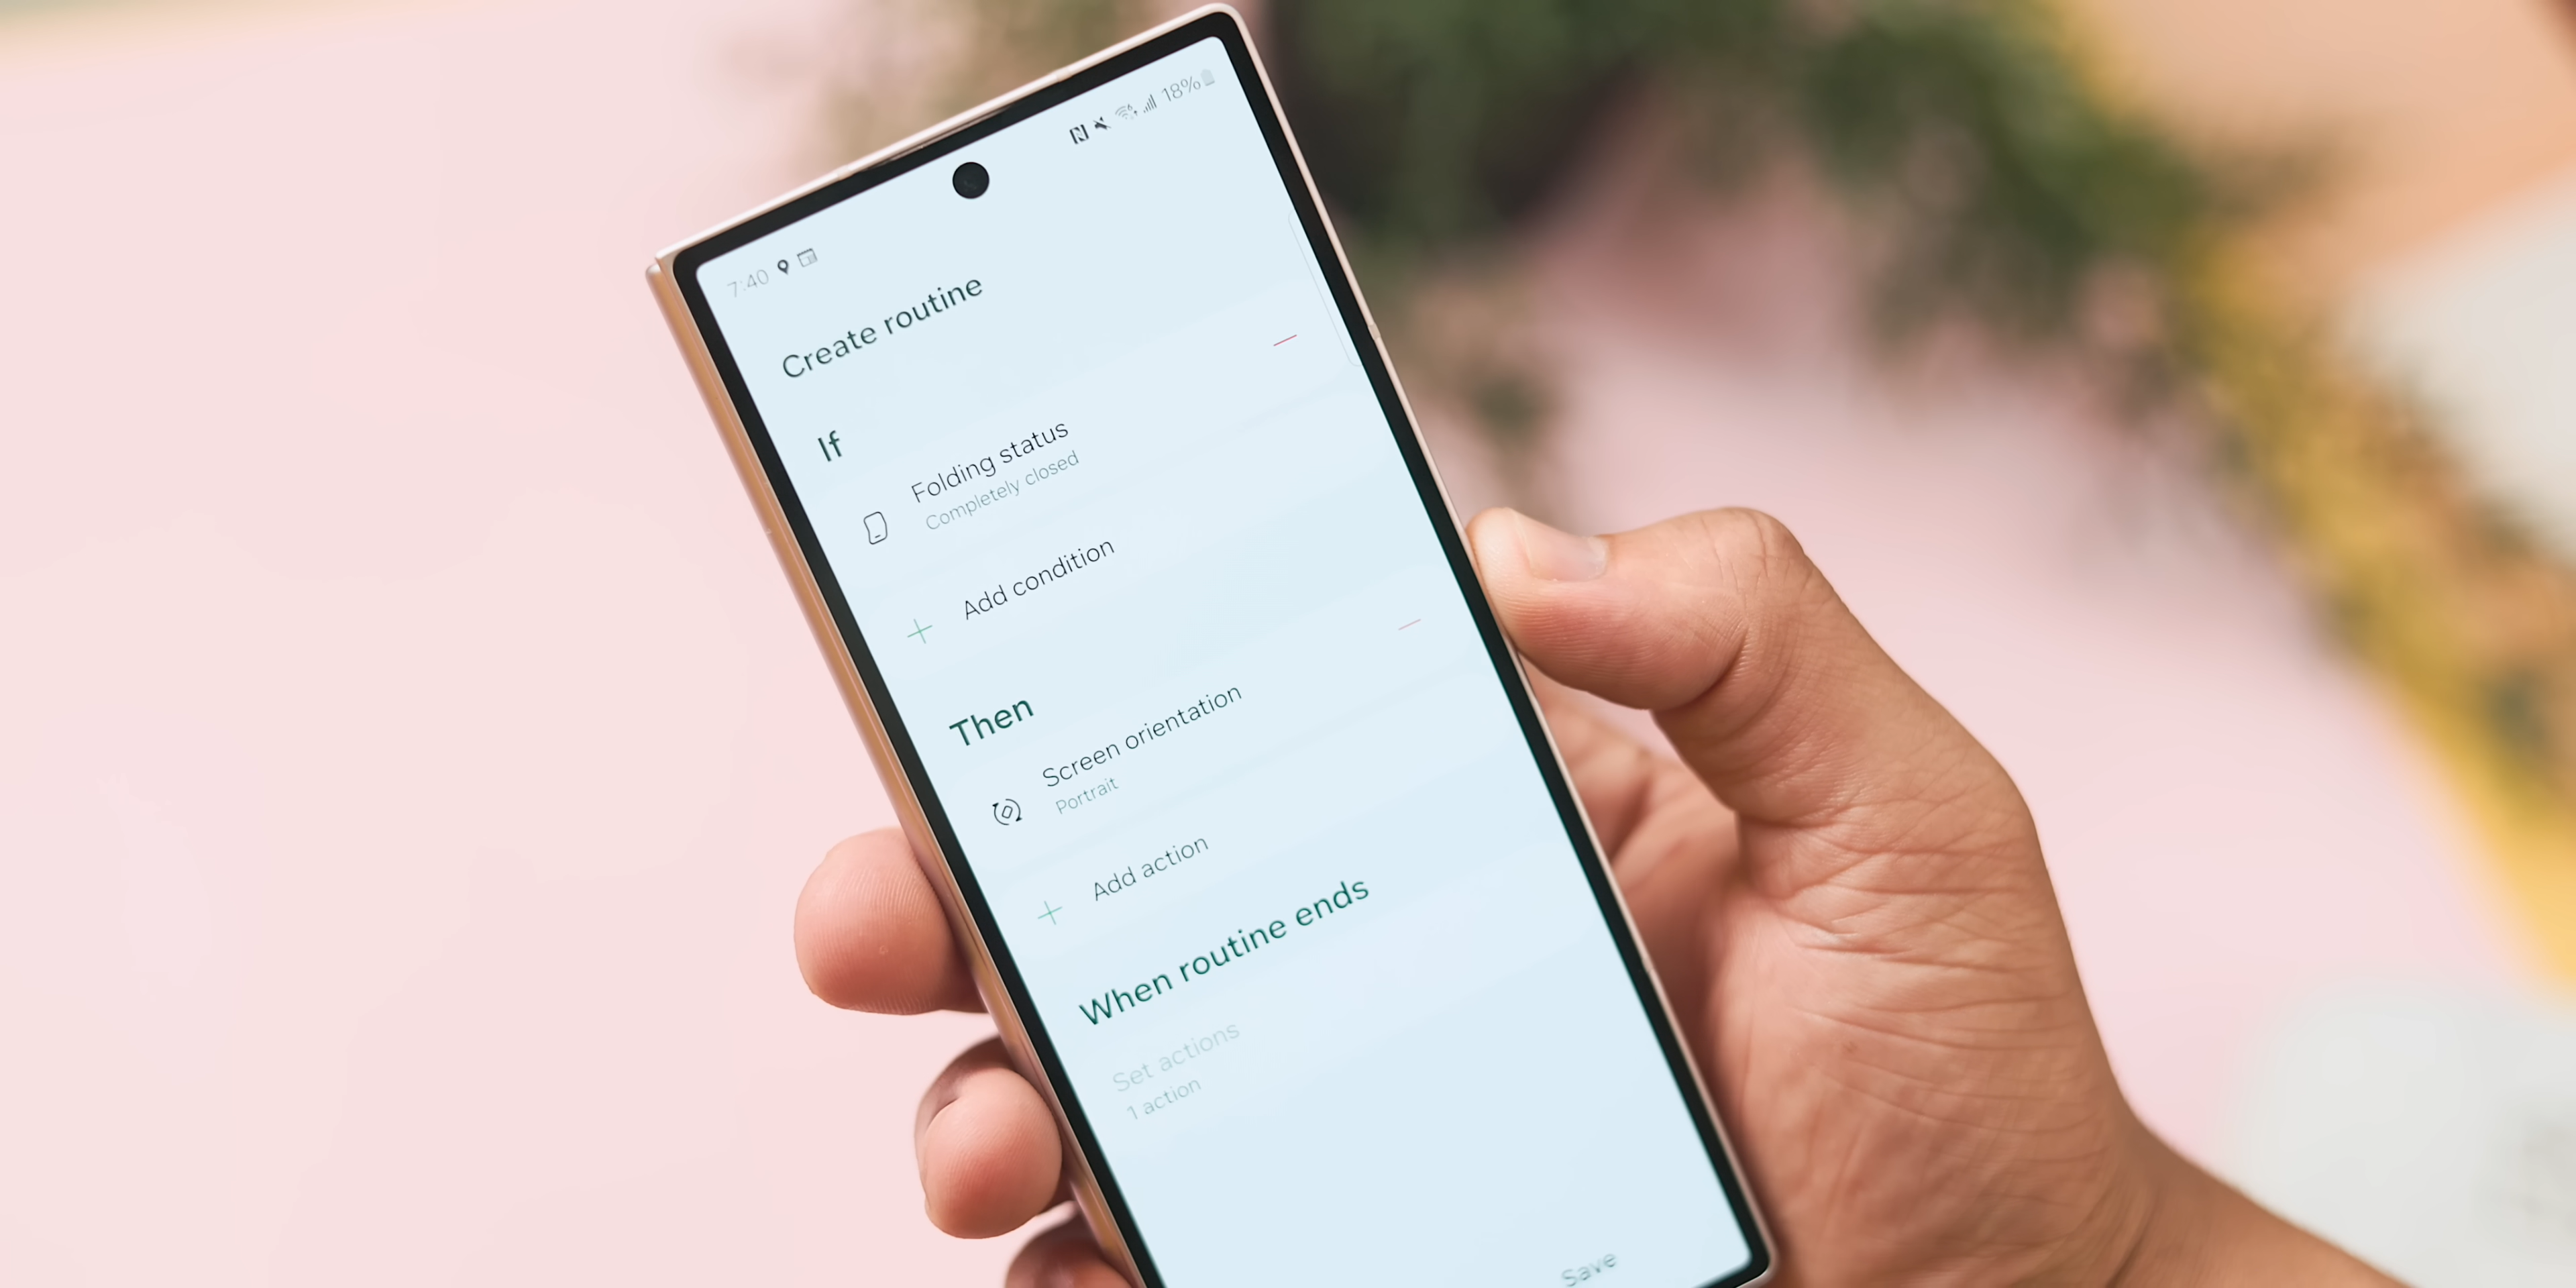 7:40
18%
Create routine
If
Folding status
Completely closed
Add condition
Then
Screen orientation
Portrait
Add action
When routine ends
Set actions
1 action
Save